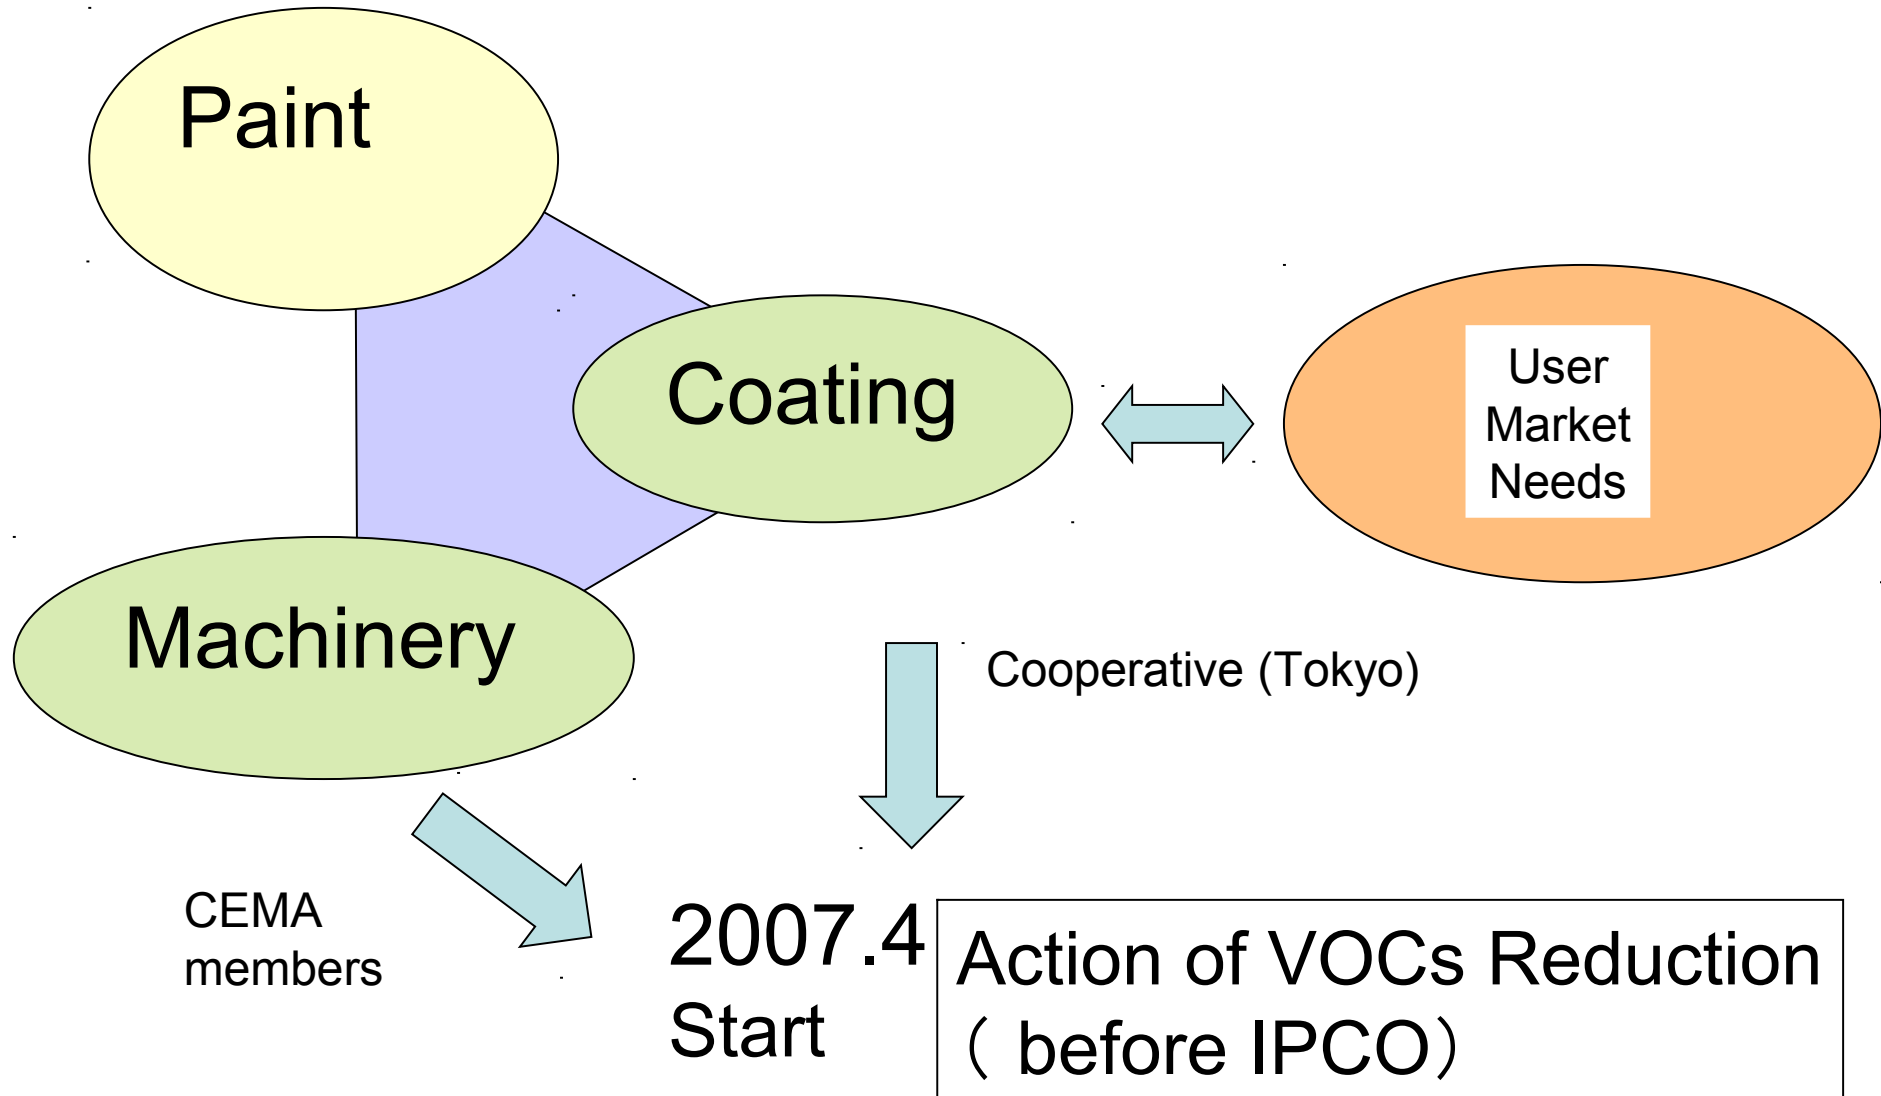 Paint
Coating
User
Market
Needs
Machinery
Cooperative (Tokyo)
CEMA
members
2007.4
Start
Action of VOCs Reduction
（ before IPCO）